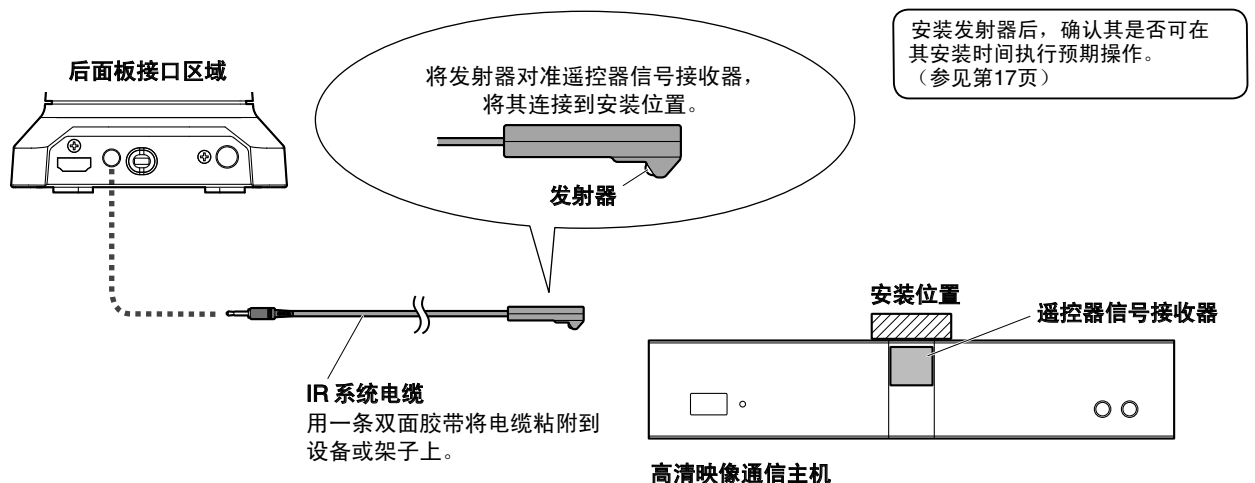 后面板接口区域
将发射器对准遥控器信号接收器，
将其连接到安装位置。
发射器
安装发射器后，确认其是否可在
其安装时间执行预期操作。
（参见第17页）
IR 系统电缆
用一条双面胶带将电缆粘附到
设备或架子上。
安装位置
遥控器信号接收器
高清映像通信主机